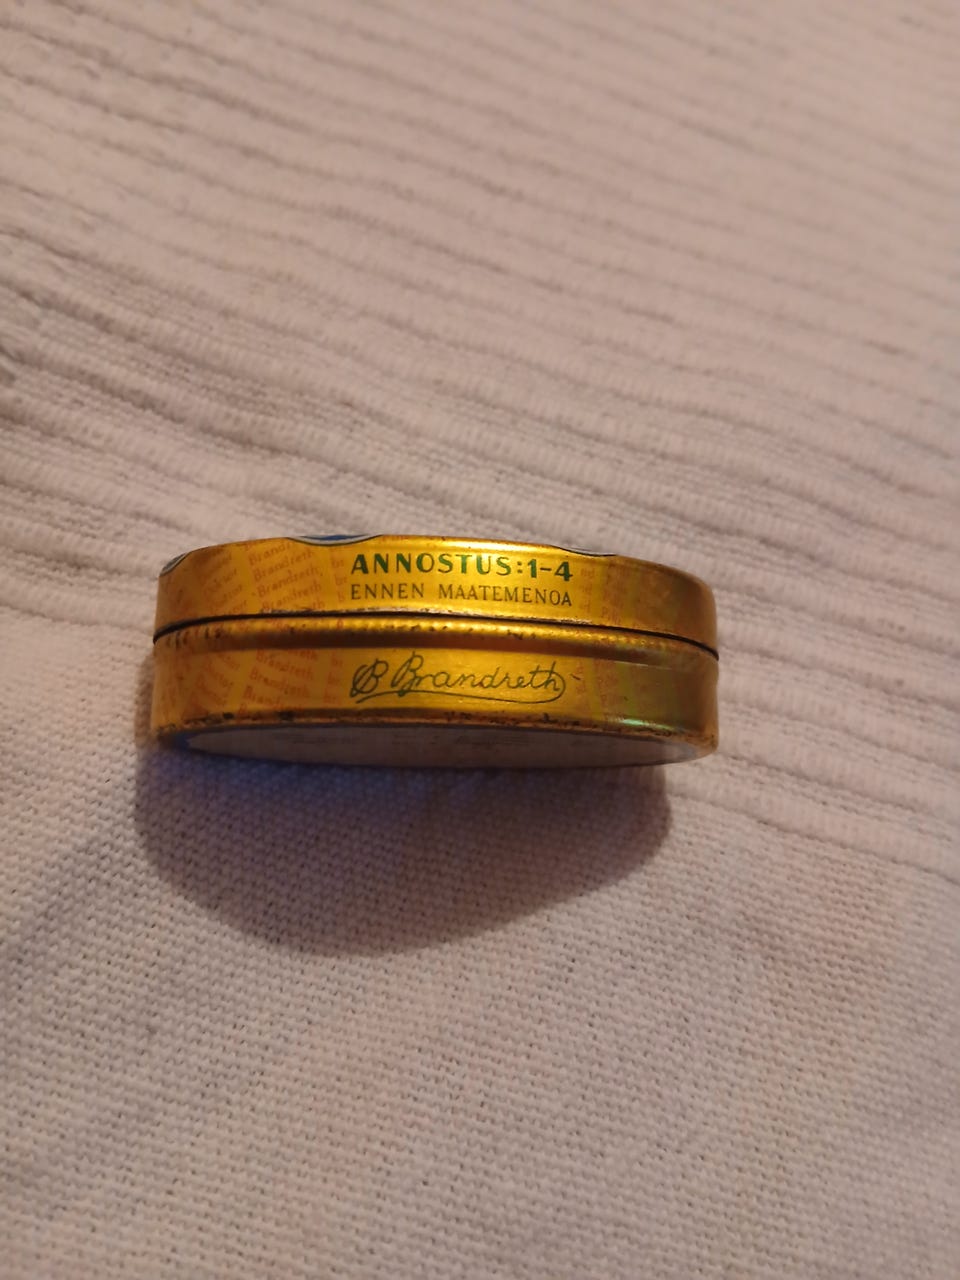 ANNOSTUS:1-4
ENNEN MAATEMENOA
B Brandreth